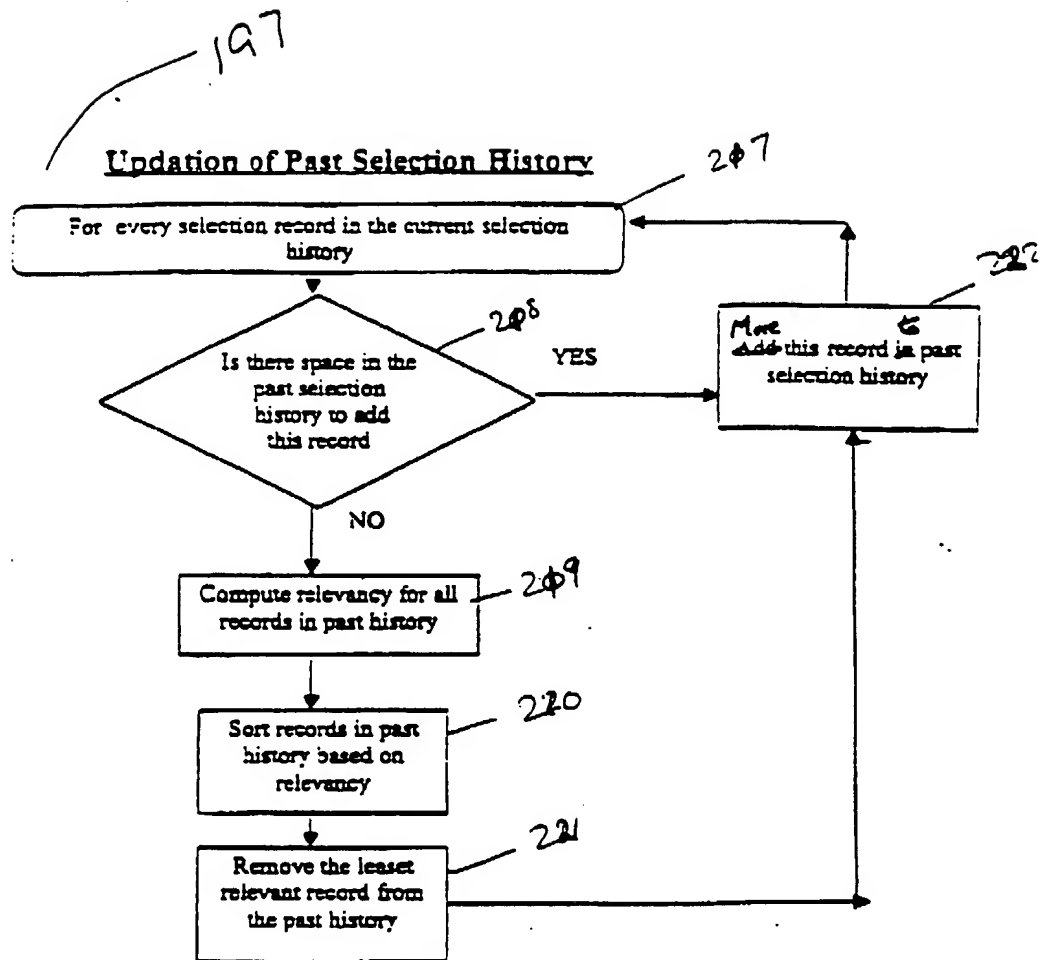 197
Updation of Past Selection History
207
For every selection record in the current selection
history
208
Is there space in the
past selection
history to add
this record
YES
NO
More to
Add this record in past
selection history
209
Compute relevancy for all
records in past history
Sort records in past
history based on
relevancy
Remove the leaset
relevant record from
the past history